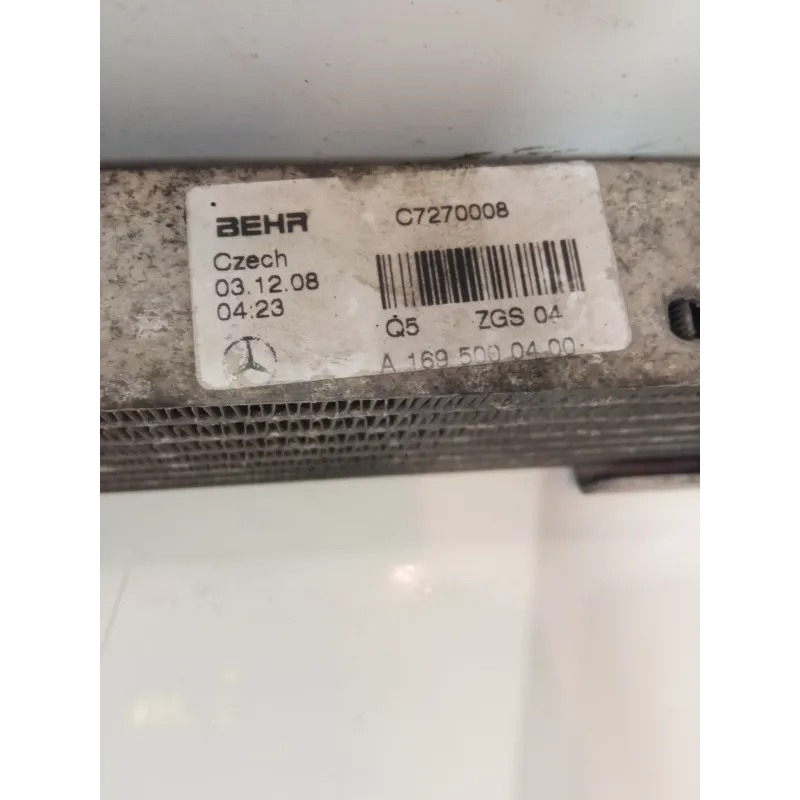 BEHR
C7270008
Czech
03.12.08
04:23
Q5 ZGS 04
A 169 500 04 00